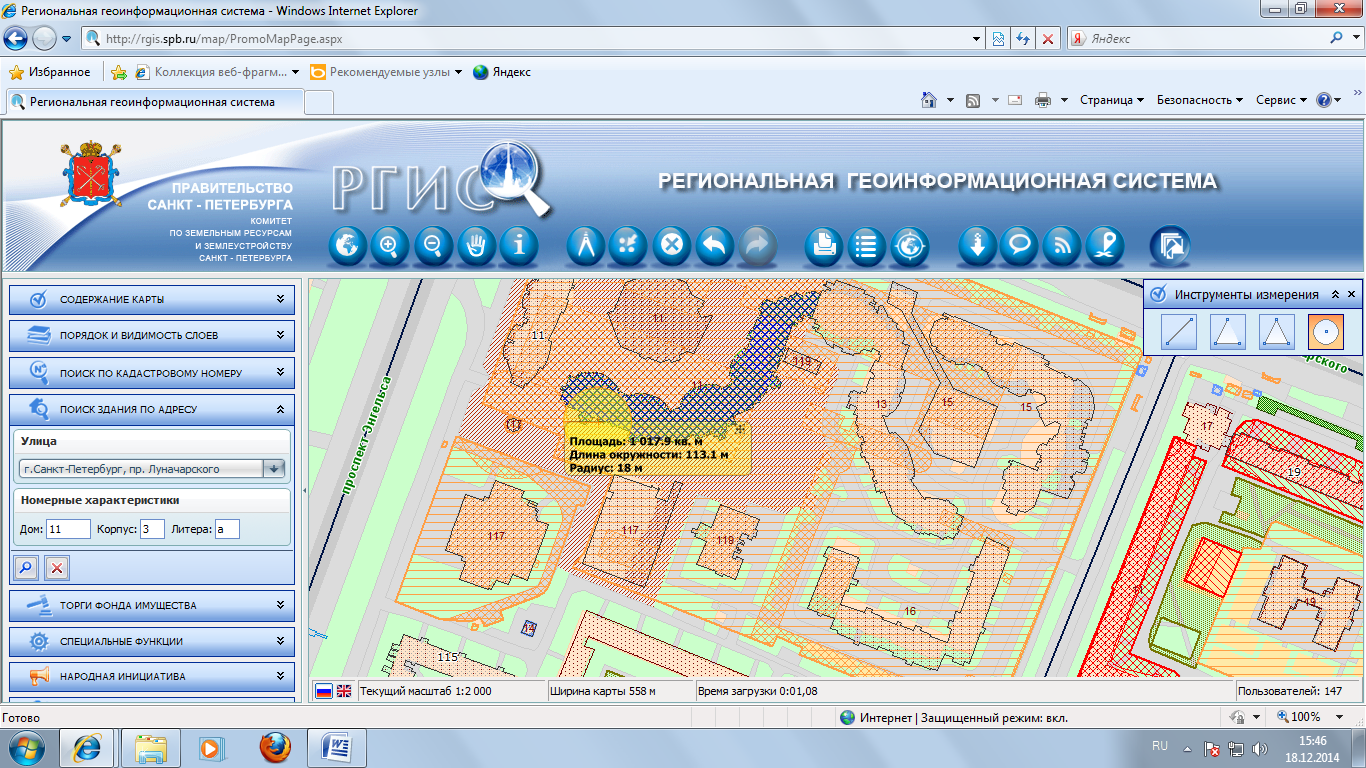 Региональная геоинформационная система - Windows Internet Explorer
http://rgis.spb.ru/map/PromoMapPage.aspx
Яндекс
Избранное
Коллекция веб-фрагм...
Рекомендуемые узлы
Яндекс
Региональная геоинформационная система
Страница
Безопасность
Сервис
ПРАВИТЕЛЬСТВО
САНКТ - ПЕТЕРБУРГА
КОМИТЕТ
ПО ЗЕМЕЛЬНЫМ РЕСУРСАМ
И ЗЕМЛЕУСТРОЙСТВУ
САНКТ - ПЕТЕРБУРГА
РГИС
РЕГИОНАЛЬНАЯ ГЕОИНФОРМАЦИОННАЯ СИСТЕМА
СОДЕРЖАНИЕ КАРТЫ
ПОРЯДОК И ВИДИМОСТЬ СЛОЕВ
ПОИСК ПО КАДАСТРОВОМУ НОМЕРУ
ПОИСК ЗДАНИЯ ПО АДРЕСУ
Улица
г.Санкт-Петербург, пр. Луначарского
Номерные характеристики
Дом: 11 Корпус: 3 Литера: а
ТОРГИ ФОНДА ИМУЩЕСТВА
СПЕЦИАЛЬНЫЕ ФУНКЦИИ
НАРОДНАЯ ИНИЦИАТИВА
Инструменты измерения
проспект Энгельса
11
11
11
119
13
15
15
17
19
117
Площадь: 1 017.9 кв. м
Длина окружности: 113.1 м
Радиус: 18 м
117
117
119
16
19
115
Текущий масштаб 1:2 000
Ширина карты 558 м
Время загрузки 0:01,08
Пользователей: 147
Готово
Интернет | Защищенный режим: вкл.
100%
RU
15:46
18.12.2014